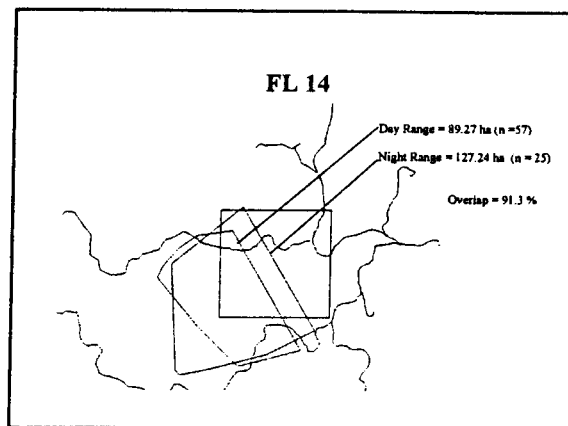 FL 14
Day Range = 89.27 ha (n =57)
Night Range = 127.24 ha (n = 25)
Overlap = 91.3 %